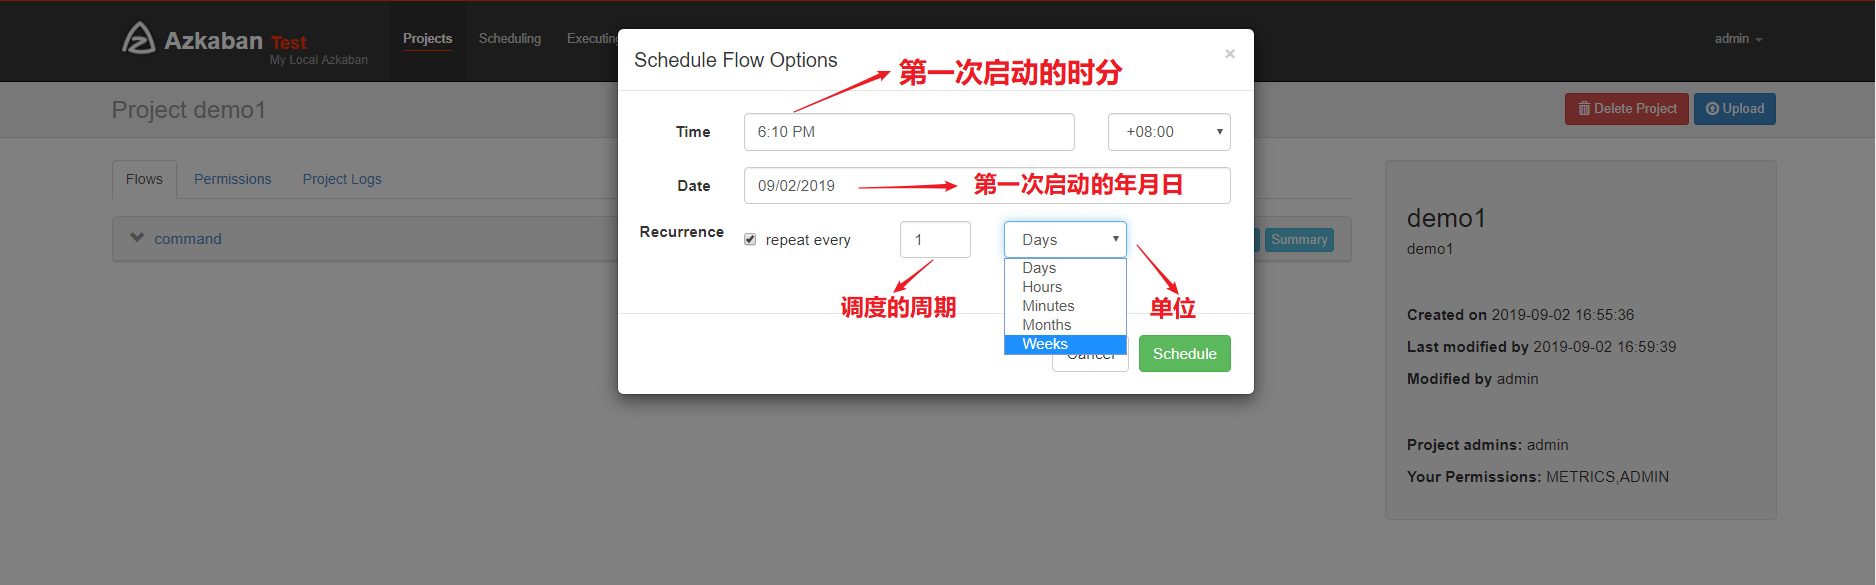 Azkaban Test
My Local Azkaban
Projects
Scheduling
Executing
admin
Project demo1
Delete Project
Upload
Flows
Permissions
Project Logs
command
Summary
Schedule Flow Options
×
第一次启动的时分
Time
6:10 PM
+08:00
Date
09/02/2019
第一次启动的年月日
Recurrence
repeat every
1
Days
Days
Hours
Minutes
Months
Weeks
调度的周期
单位
Cancel
Schedule
demo1
demo1
Created on 2019-09-02 16:55:36
Last modified by 2019-09-02 16:59:39
Modified by admin
Project admins: admin
Your Permissions: METRICS,ADMIN